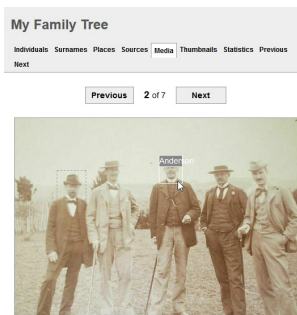 My Family Tree
Individuals Surnames Places Sources Media Thumbnails Statistics Previous
Next
Previous 2 of 7 Next
Anderson